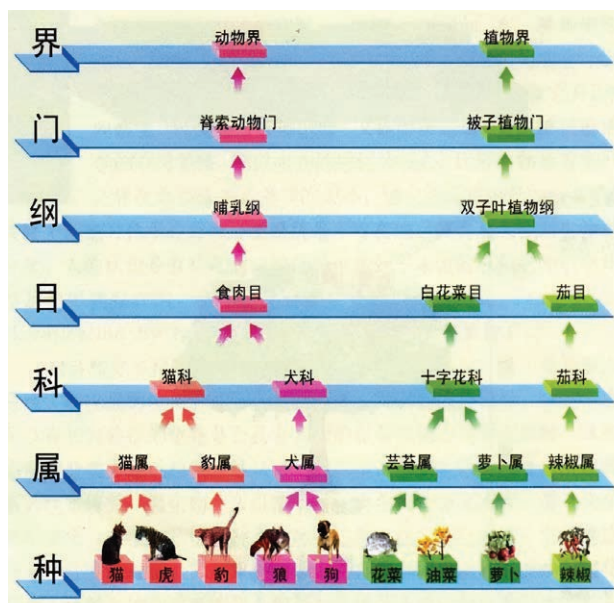 界 动物界 植物界
门 脊索动物门 被子植物门
纲 哺乳纲 双子叶植物纲
目 食肉目 白花菜目 茄目
科 猫科 犬科 十字花科 茄科
属 猫属 豹属 犬属 芸苔属 萝卜属 辣椒属
种 猫 虎 豹 狼 狗 花菜 油菜 萝卜 辣椒